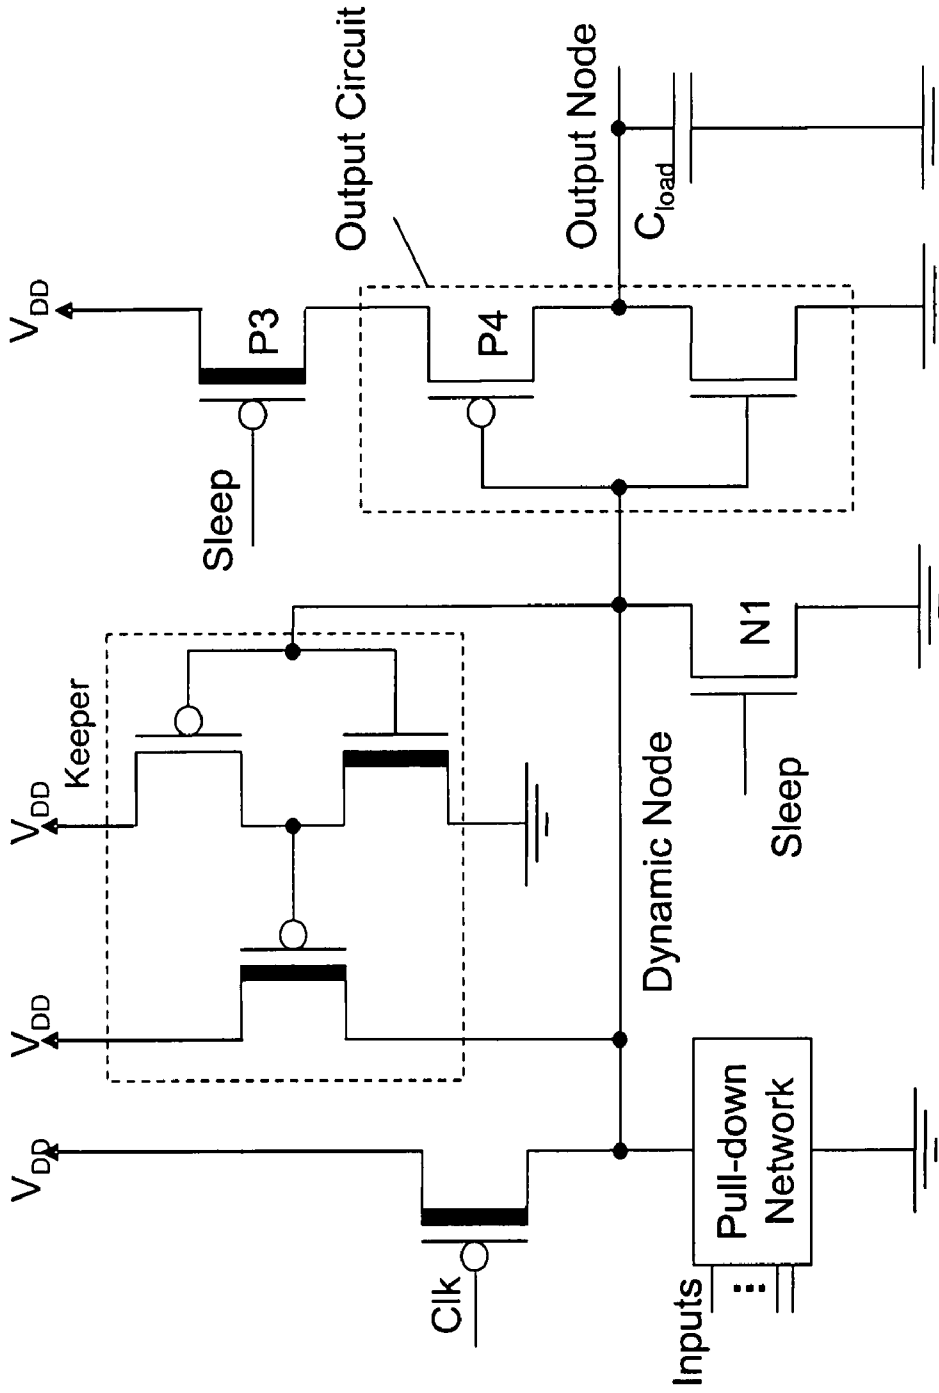 V_DD
V_DD
V_DD
V_DD
Keeper
Clk
Sleep
P3
Output Circuit
P4
Output Node
C_load
Dynamic Node
Sleep
N1
Inputs
Pull-down
Network